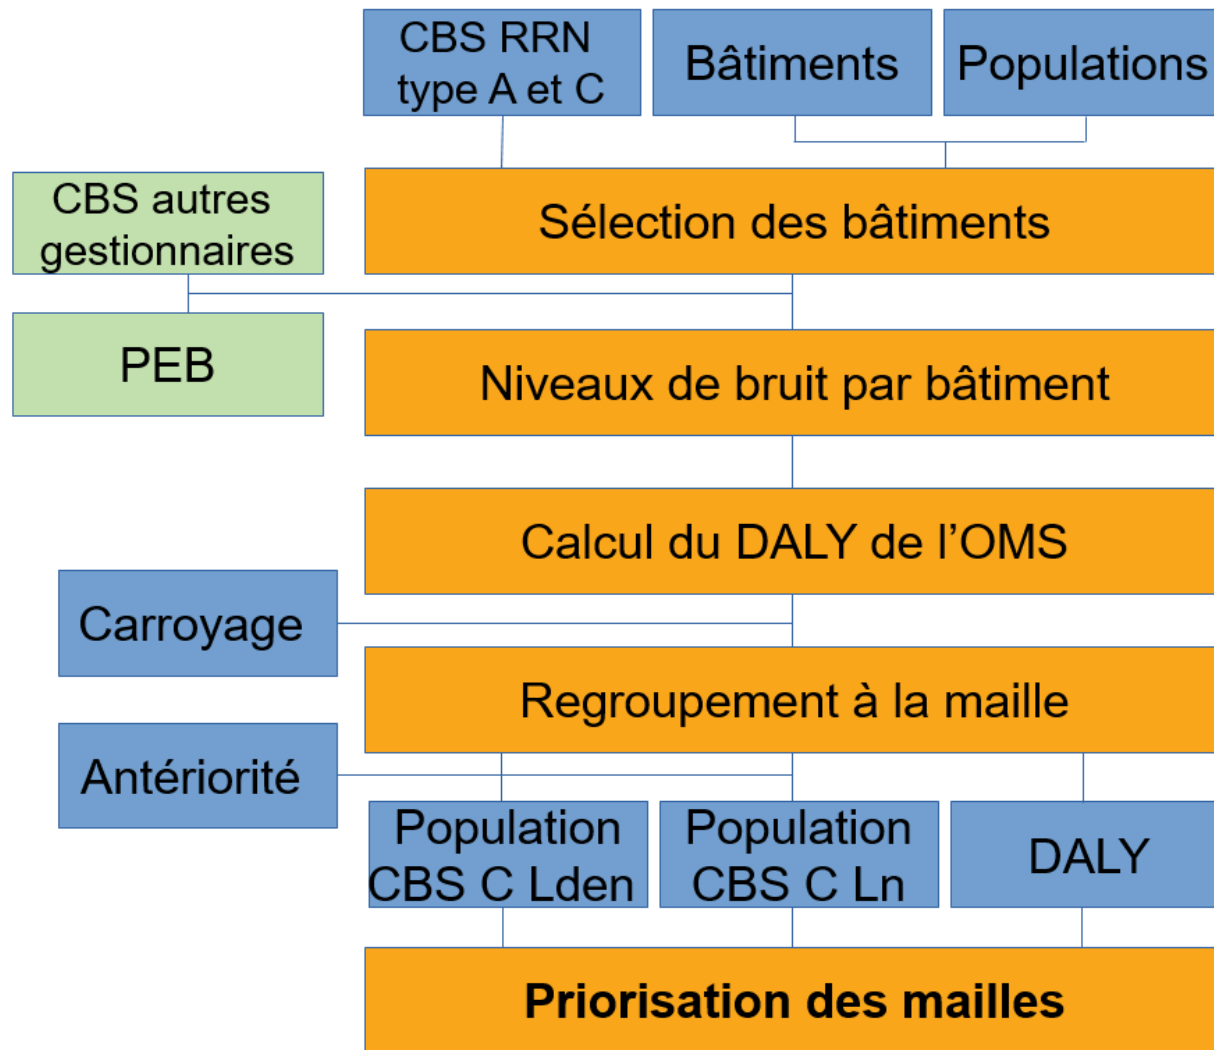 CBS RRN
type A et C
Bâtiments
Populations
CBS autres
gestionnaires
Sélection des bâtiments
PEB
Niveaux de bruit par bâtiment
Calcul du DALY de l’OMS
Carroyage
Regroupement à la maille
Antériorité
Population
CBS C Lden
Population
CBS C Ln
DALY
Priorisation des mailles